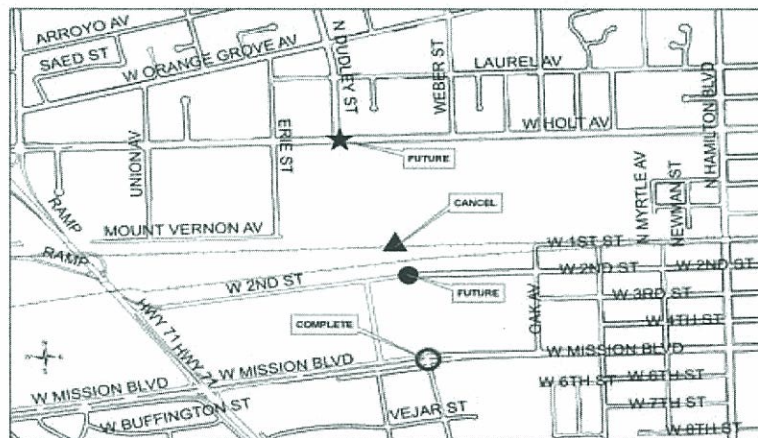 ARROYO AV
SAED ST
W ORANGE GROVE AV
N DUDLEY ST
LAUREL AV
WEBER ST
N HAMILTON BLVD
W HOLT AV
ERIE ST
UNION AV
FUTURE
RAMP
CANCEL
N MYRTLE AV
NEWMAN ST
MOUNT VERNON AV
W 1ST ST
RAMP
W 2ND ST
W 2ND ST
W 2ND ST
FUTURE
OAK AV
W 3RD ST
HWY 71
HWY 71
COMPLETE
W 4TH ST
W MISSION BLVD
W MISSION BLVD
W MISSION BLVD
W 6TH ST
W 6TH ST
W BUFFINGTON ST
VEJAR ST
W 7TH ST
W 8TH ST